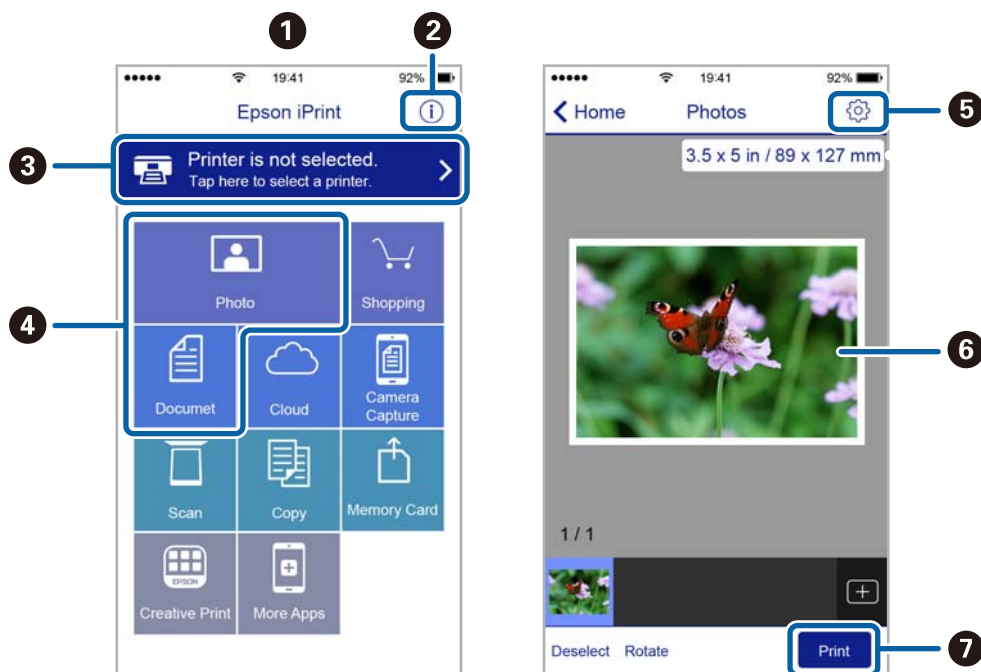 1
2
19:41
92%
Epson iPrint
i
3
Printer is not selected.
Tap here to select a printer.
4
Photo
Shopping
Documet
Cloud
Camera
Capture
Scan
Copy
Memory Card
EPSON
Creative Print
More Apps
19:41
92%
Home
Photos
5
3.5 x 5 in / 89 x 127 mm
6
1 / 1
Deselect
Rotate
Print
7